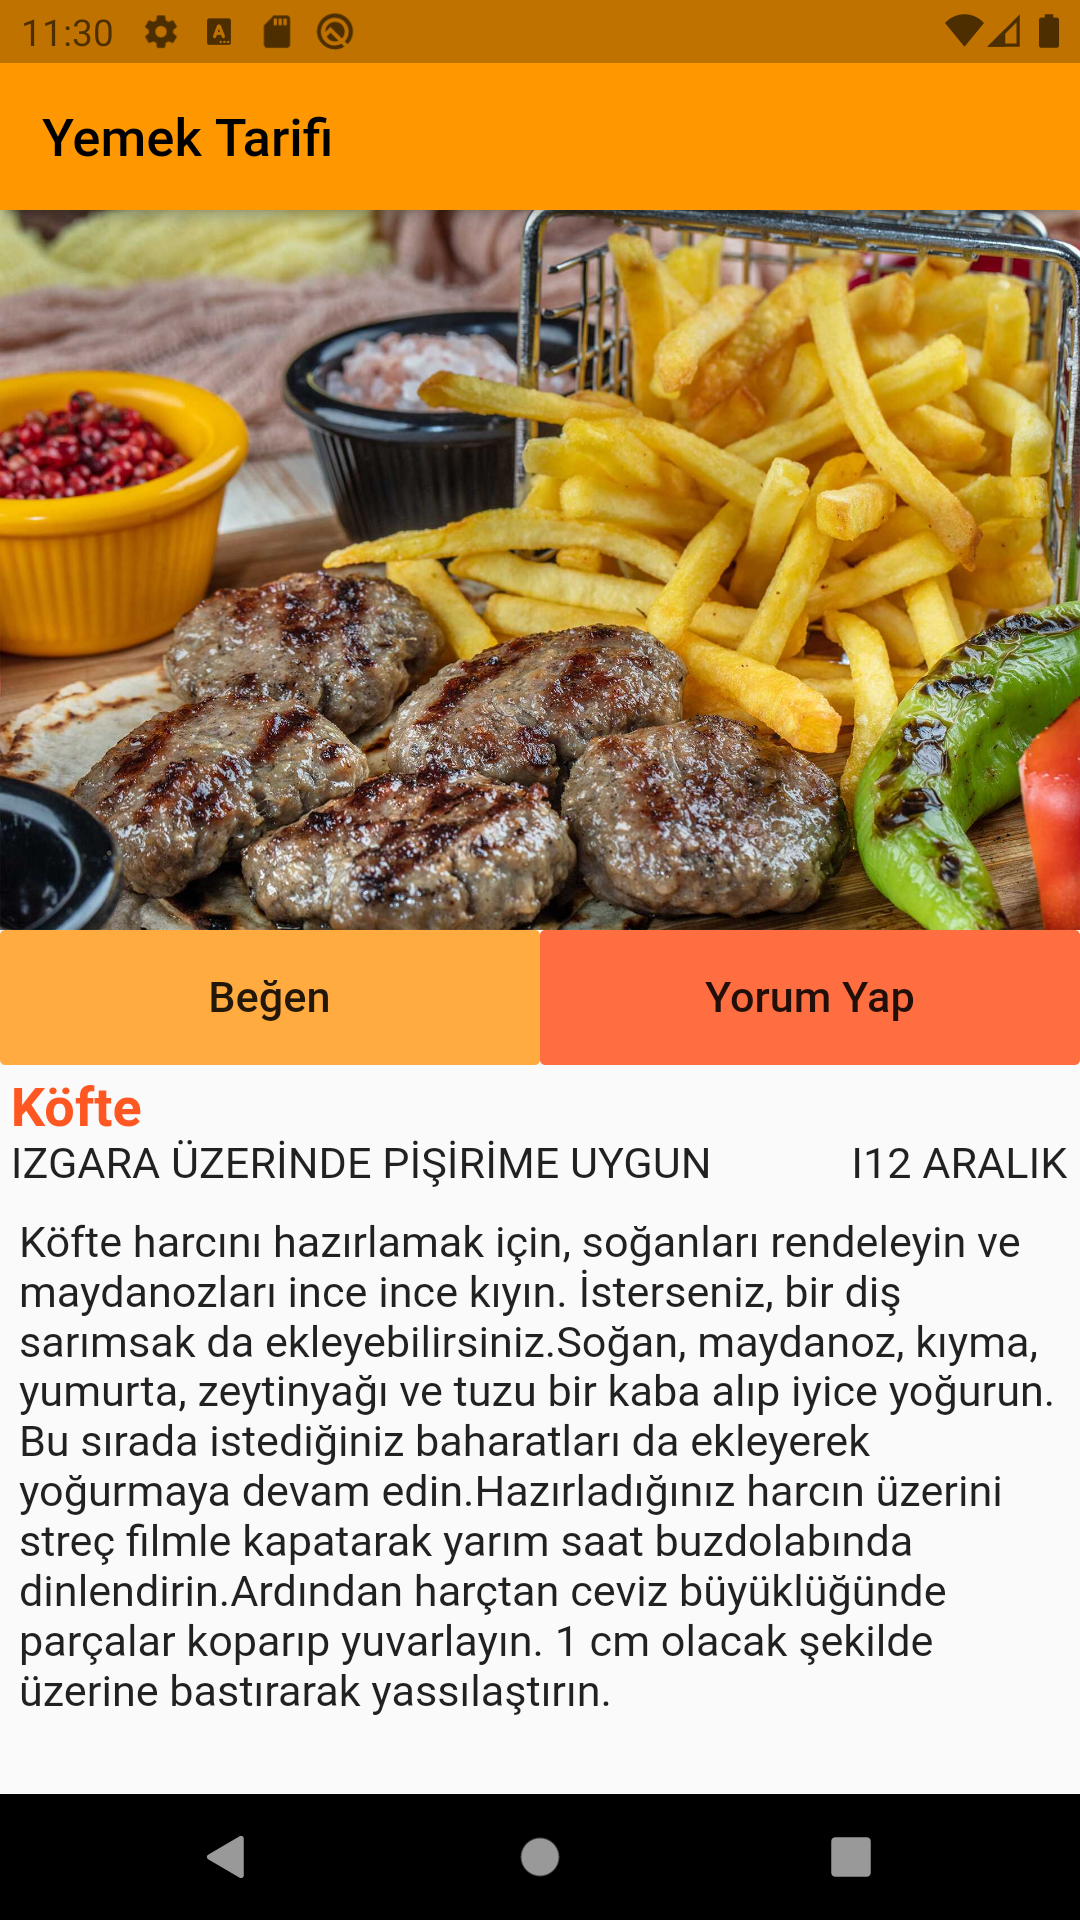 11:30
Yemek Tarifi
Beğen
Yorum Yap
Köfte
IZGARA ÜZERİNDE PİŞİRİME UYGUN
I12 ARALIK
Köfte harcını hazırlamak için, soğanları rendeleyin ve
maydanozları ince ince kıyın. İsterseniz, bir diş
sarımsak da ekleyebilirsiniz.Soğan, maydanoz, kıyma,
yumurta, zeytinyağı ve tuzu bir kaba alıp iyice yoğurun.
Bu sırada istediğiniz baharatları da ekleyerek
yoğurmaya devam edin.Hazırladığınız harcın üzerini
streç filmle kapatarak yarım saat buzdolabında
dinlendirin.Ardından harçtan ceviz büyüklüğünde
parçalar koparıp yuvarlayın. 1 cm olacak şekilde
üzerine bastırarak yassılaştırın.